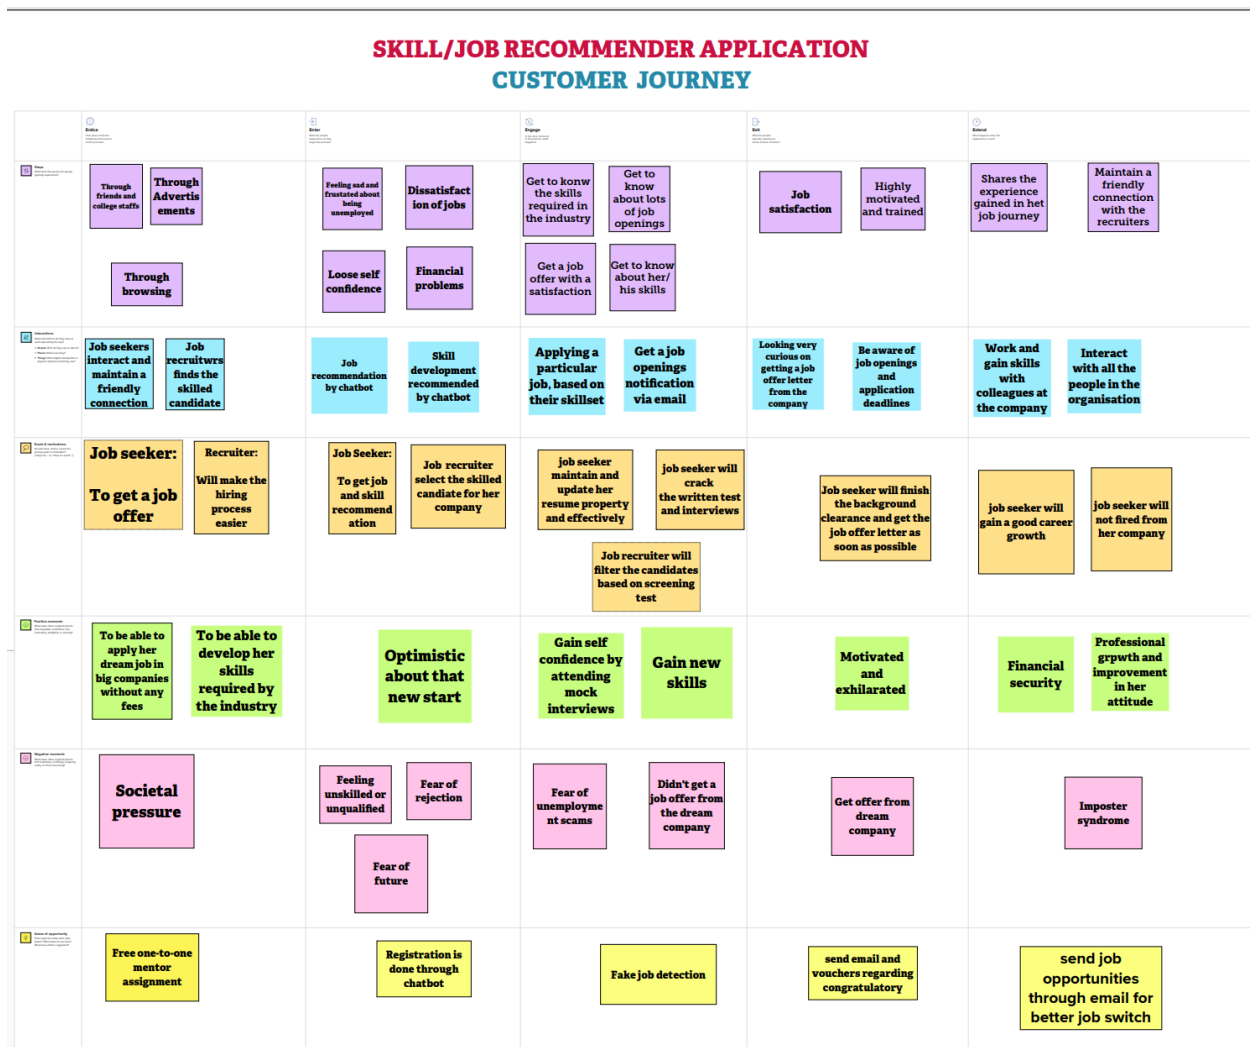 SKILL/JOB RECOMMENDER APPLICATION
CUSTOMER JOURNEY
Entice
Enter
Engage
Exit
Extend
Steps
Through
friends and
college staffs
Through
Advertis
ements
Through
browsing
Feeling sad and
frustated about
being
unemployed
Dissatisfact
ion of jobs
Loose self
confidence
Financial
problems
Get to konw
the skills
required in
the industry
Get to
know
about lots
of job
openings
Get a job
offer with a
satisfaction
Get to know
about her/
his skills
Job
satisfaction
Highly
motivated
and trained
Shares the
experience
gained in het
job journey
Maintain a
friendly
connection
with the
recruiters
Interactions
Job seekers
interact and
maintain a
friendly
connection
Job
recruitwrs
finds the
skilled
candidate
Job
recommendation
by chatbot
Skill
development
recommended
by chatbot
Applying a
particular
job, based on
their skillset
Get a job
openings
notification
via email
Looking very
curious on
getting a job
offer letter
from the
company
Be aware of
job openings
and
application
deadlines
Work and
gain skills
with
colleagues at
the company
Interact
with all the
people in the
organisation
Goals & motivations
Job seeker:
To get a job
offer
Recruiter:
Will make the
hiring
process
easier
Job Seeker:
To get job
and skill
recommend
ation
Job recruiter
select the skilled
candiate for her
company
job seeker
maintain and
update her
resume property
and effectively
job seeker will
crack
the written test
and interviews
Job recruiter will
filter the candidates
based on screening
test
Job seeker will finish
the background
clearance and get the
job offer letter as
soon as possible
job seeker will
gain a good career
growth
job seeker will
not fired from
her company
Positive moments
To be able to
apply her
dream job in
big companies
without any
fees
To be able to
develop her
skills
required by
the industry
Optimistic
about that
new start
Gain self
confidence by
attending
mock
interviews
Gain new
skills
Motivated
and
exhilarated
Financial
security
Professional
grpwth and
improvement
in her
attitude
Negative moments
Societal
pressure
Feeling
unskilled or
unqualified
Fear of
rejection
Fear of
future
Fear of
unemployme
nt scams
Didn't get a
job offer from
the dream
company
Get offer from
dream
company
Imposter
syndrome
Areas of opportunity
Free one-to-one
mentor
assignment
Registration is
done through
chatbot
Fake job detection
send email and
vouchers regarding
congratulatory
send job
opportunities
through email for
better job switch